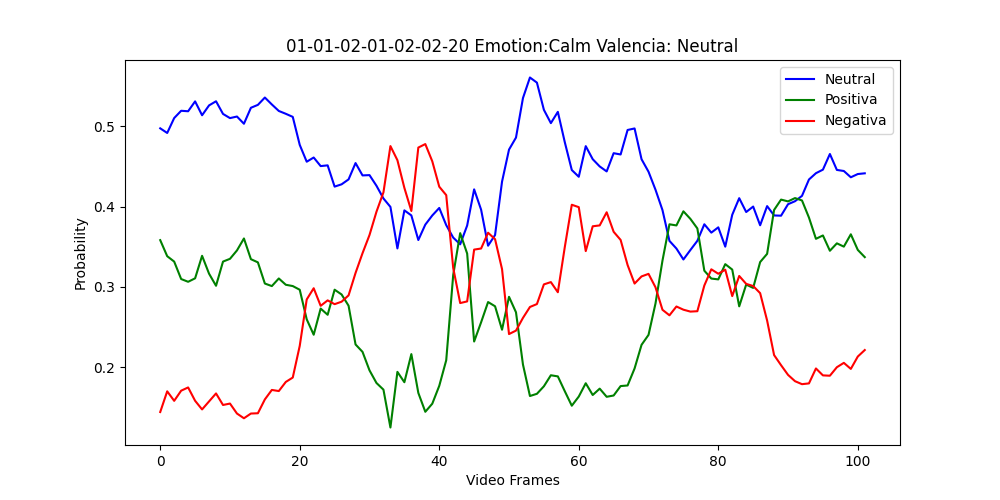 01-01-02-01-02-02-20 Emotion:Calm Valencia: Neutral
Neutral
Positiva
Negativa
Probability
0.5
0.4
0.3
0.2
0 20 40 60 80 100
Video Frames